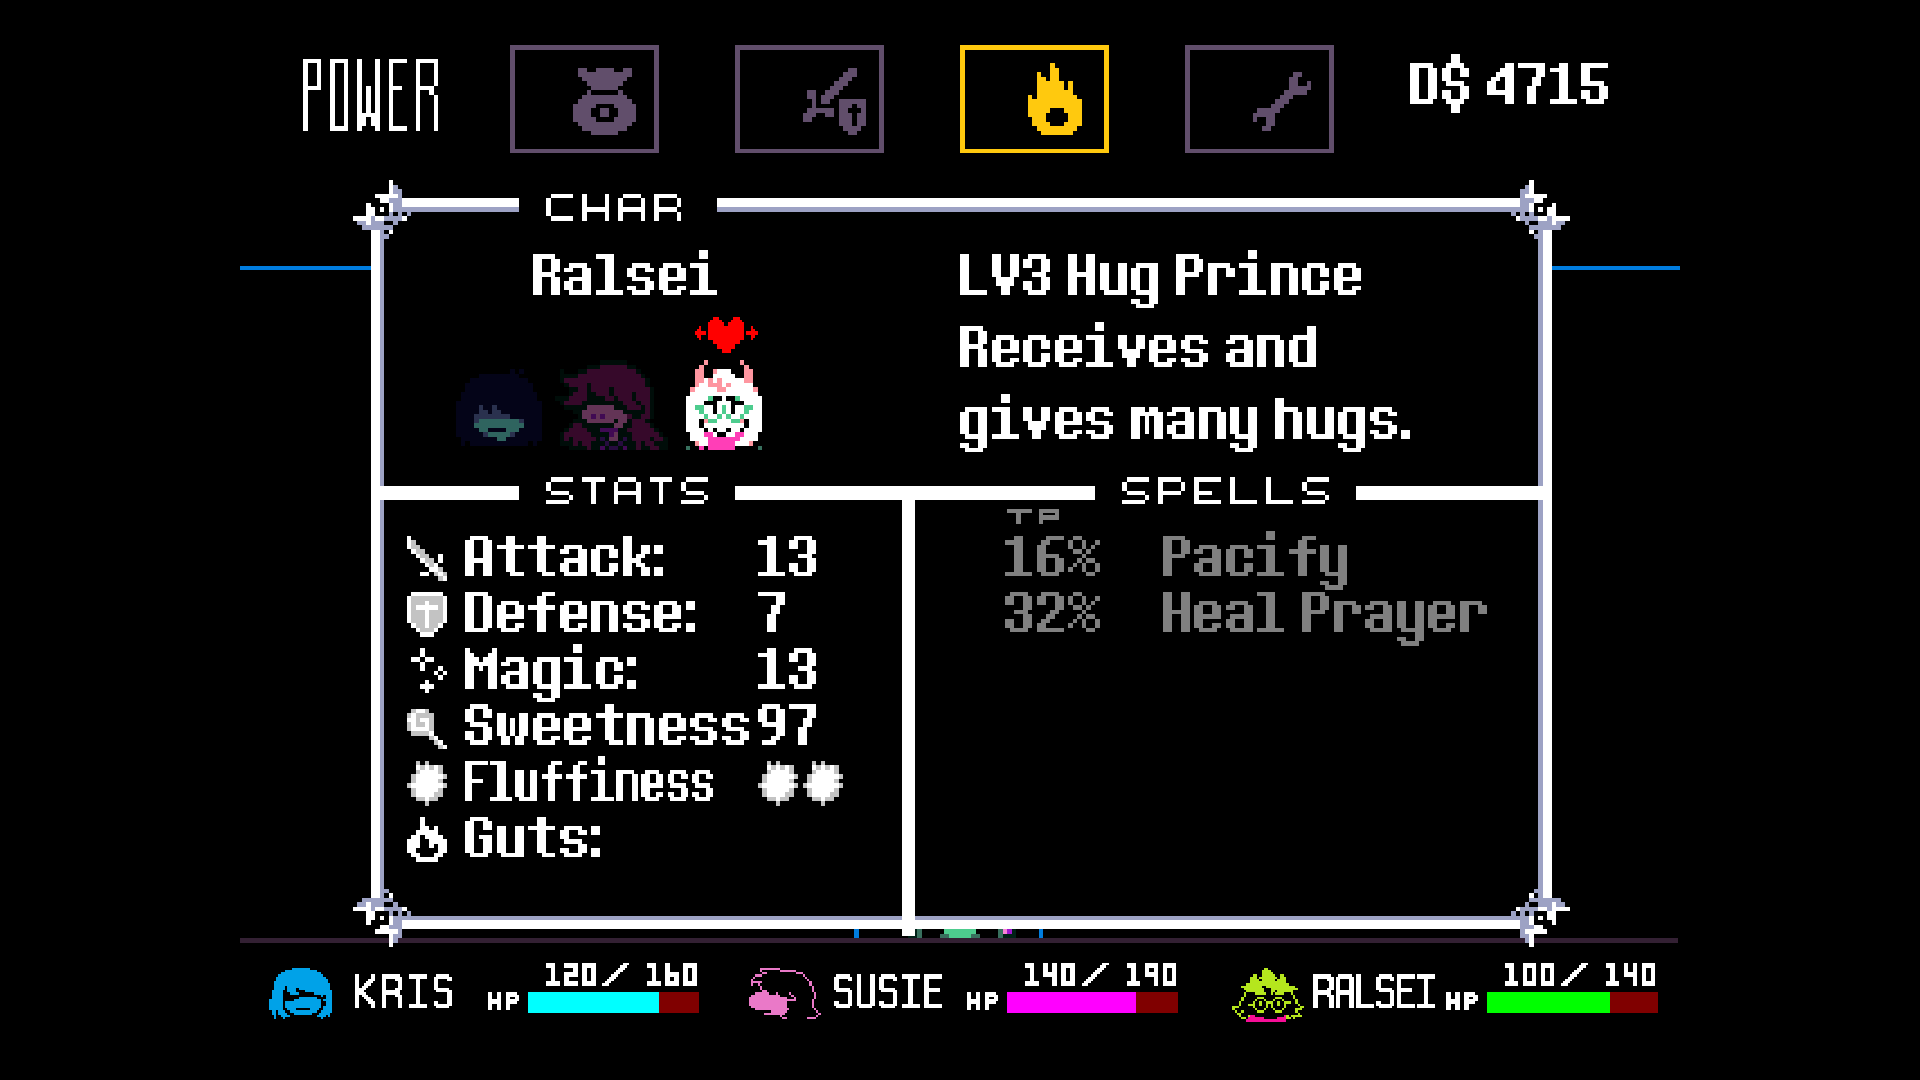 POWER D$ 4715
CHAR
Ralsei LV3 Hug Prince
Receives and
gives many hugs.
STATS SPELLS
TP
Attack: 13 16% Pacify
Defense: 7 32% Heal Prayer
Magic: 13
Sweetness 97
Fluffiness
Guts:
KRIS HP 120/ 160 SUSIE HP 140/ 190 RALSEI HP 100/ 140